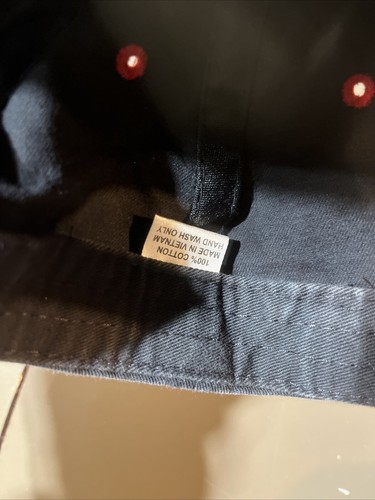 100% COTTON
MADE IN VIETNAM
HAND WASH ONLY